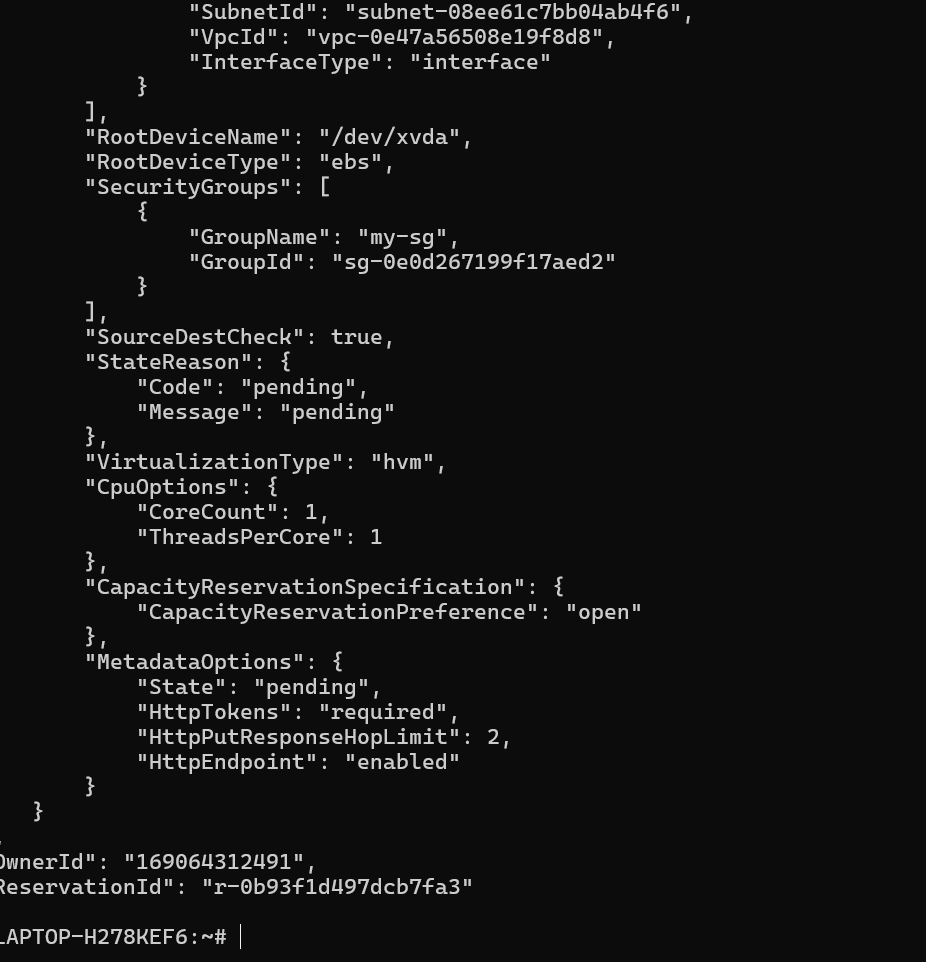 "SubnetId": "subnet-08ee61c7bb04ab4f6",
"VpcId": "vpc-0e47a56508e19f8d8",
"InterfaceType": "interface"
}
],
"RootDeviceName": "/dev/xvda",
"RootDeviceType": "ebs",
"SecurityGroups": [
{
"GroupName": "my-sg",
"GroupId": "sg-0e0d267199f17aed2"
}
],
"SourceDestCheck": true,
"StateReason": {
"Code": "pending",
"Message": "pending"
},
"VirtualizationType": "hvm",
"CpuOptions": {
"CoreCount": 1,
"ThreadsPerCore": 1
},
"CapacityReservationSpecification": {
"CapacityReservationPreference": "open"
},
"MetadataOptions": {
"State": "pending",
"HttpTokens": "required",
"HttpPutResponseHopLimit": 2,
"HttpEndpoint": "enabled"
}
}
,
OwnerId": "169064312491",
ReservationId": "r-0b93f1d497dcb7fa3"
LAPTOP-H278KEF6:~#